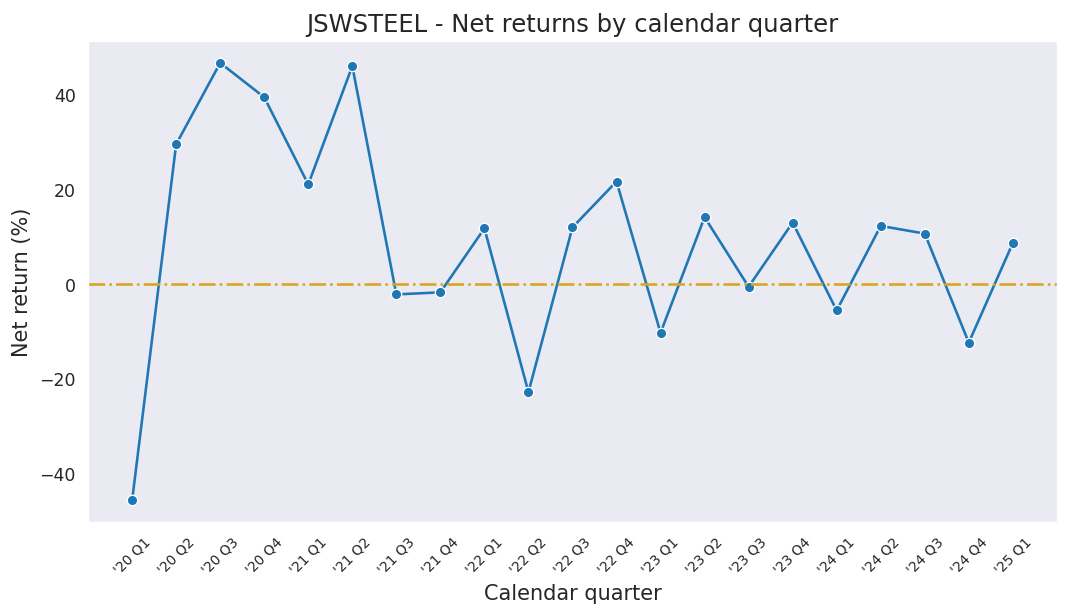 JSWSTEEL - Net returns by calendar quarter
Net return (%)
40
20
0
−20
−40
'20 Q1
'20 Q2
'20 Q3
'20 Q4
'21 Q1
'21 Q2
'21 Q3
'21 Q4
'22 Q1
'22 Q2
'22 Q3
'22 Q4
'23 Q1
'23 Q2
'23 Q3
'23 Q4
'24 Q1
'24 Q2
'24 Q3
'24 Q4
'25 Q1
Calendar quarter